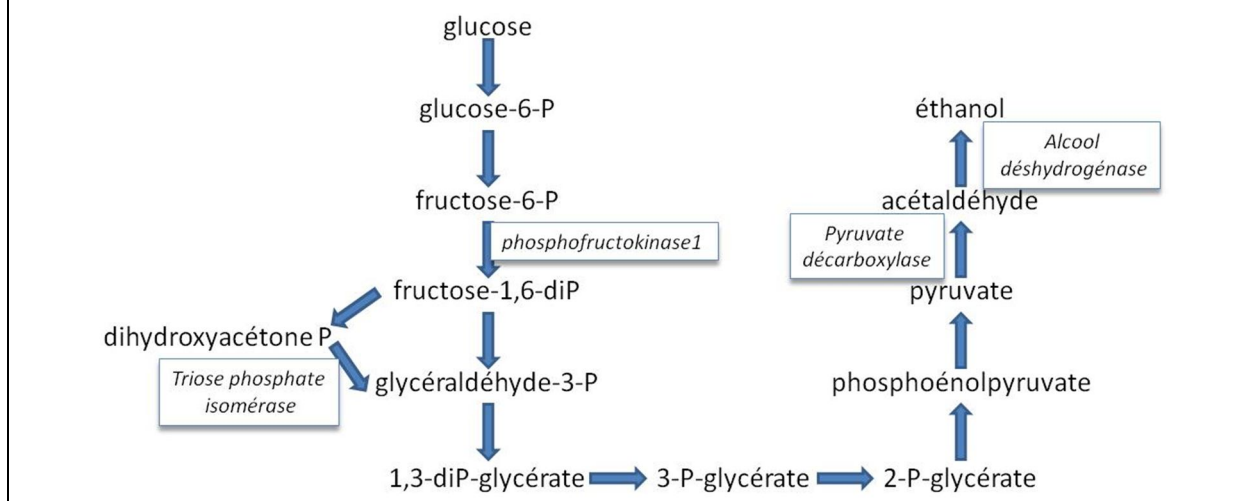 glucose
glucose-6-P
fructose-6-P
phosphofructokinase1
fructose-1,6-diP
dihydroxyacétone P
Triose phosphate
isomérase
glycéraldéhyde-3-P
1,3-diP-glycérate
3-P-glycérate
2-P-glycérate
phosphoénolpyruvate
pyruvate
Pyruvate
décarboxylase
acétaldéhyde
Alcool
déshydrogénase
éthanol